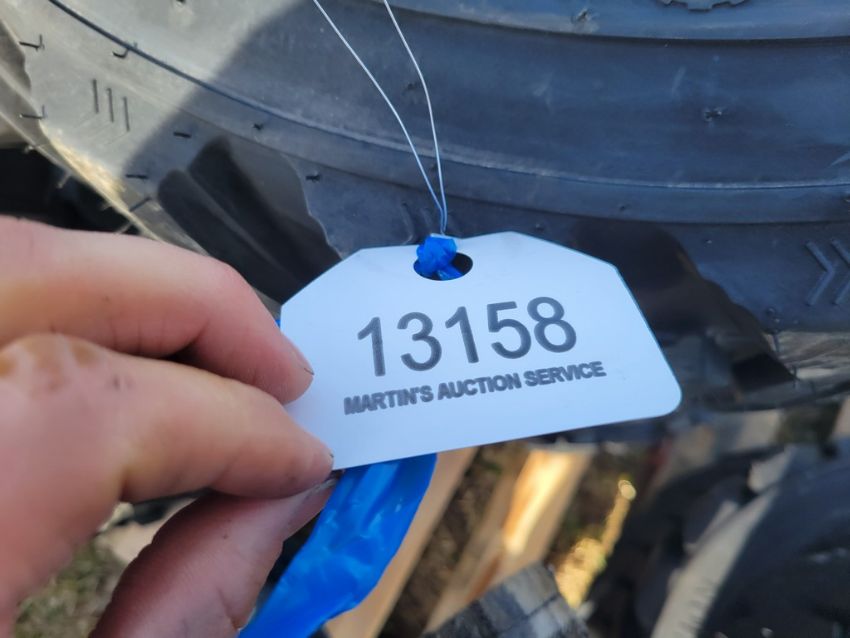 13158
MARTIN'S AUCTION SERVICE